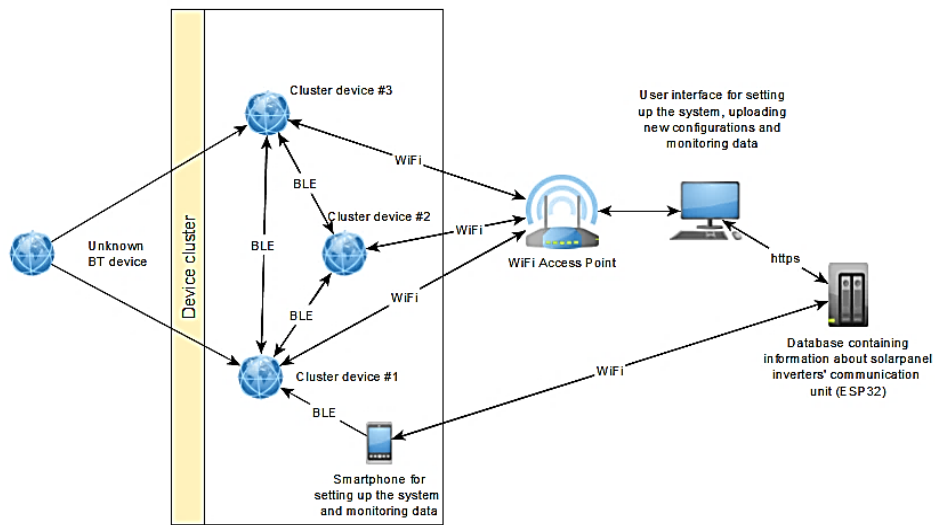 Cluster device #3
User interface for setting
up the system, uploading
new configurations and
monitoring data
WiFi
BLE
Cluster device #2
Device cluster
Unknown
BT device
BLE
WiFi
WiFi Access Point
https
BLE
WiFi
Database containing
information about solarpanel
inverters' communication
unit (ESP32)
Cluster device #1
WiFi
BLE
Smartphone for
setting up the system
and monitoring data